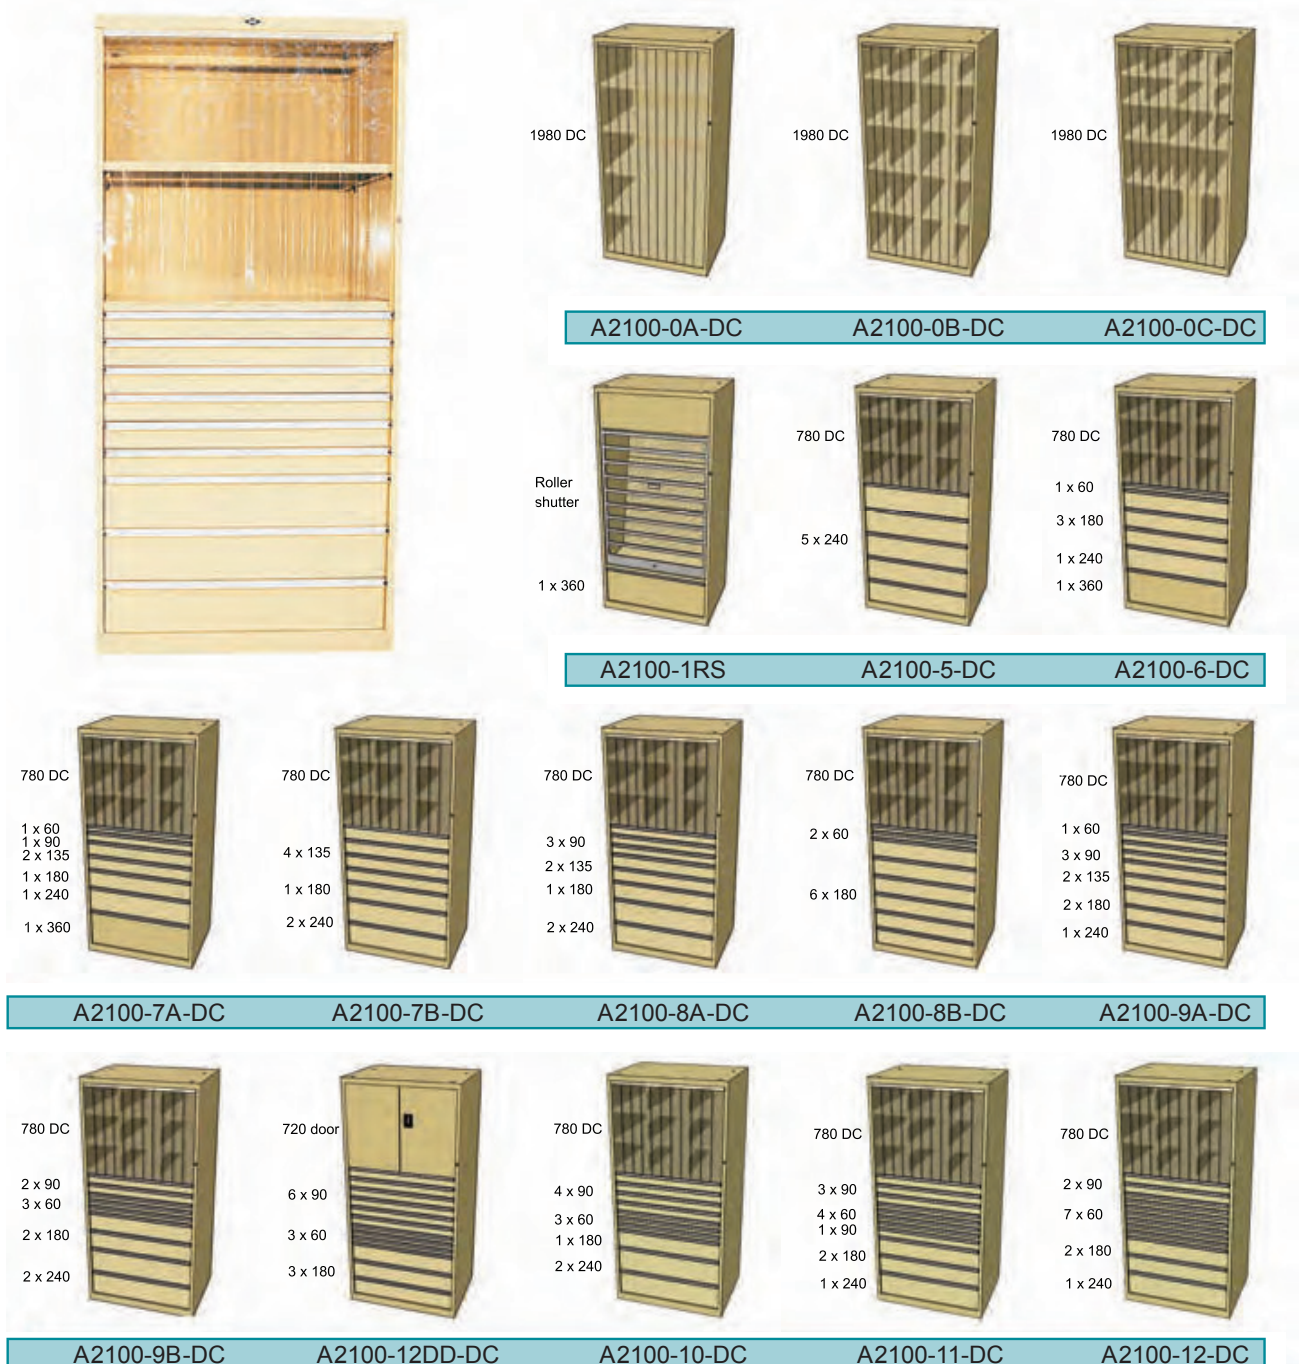 1980 DC
1980 DC
1980 DC
A2100-0A-DC A2100-0B-DC A2100-0C-DC
Roller
shutter
1 x 360
780 DC
5 x 240
780 DC
1 x 60
3 x 180
1 x 240
1 x 360
A2100-1RS A2100-5-DC A2100-6-DC
780 DC
1 x 60
1 x 90
2 x 135
1 x 180
1 x 240
1 x 360
780 DC
4 x 135
1 x 180
2 x 240
780 DC
3 x 90
2 x 135
1 x 180
2 x 240
780 DC
2 x 60
6 x 180
780 DC
1 x 60
3 x 90
2 x 135
2 x 180
1 x 240
A2100-7A-DC A2100-7B-DC A2100-8A-DC A2100-8B-DC A2100-9A-DC
780 DC
2 x 90
3 x 60
2 x 180
2 x 240
720 door
6 x 90
3 x 60
3 x 180
780 DC
4 x 90
3 x 60
1 x 180
2 x 240
780 DC
3 x 90
4 x 60
1 x 90
2 x 180
1 x 240
780 DC
2 x 90
7 x 60
2 x 180
1 x 240
A2100-9B-DC A2100-12DD-DC A2100-10-DC A2100-11-DC A2100-12-DC